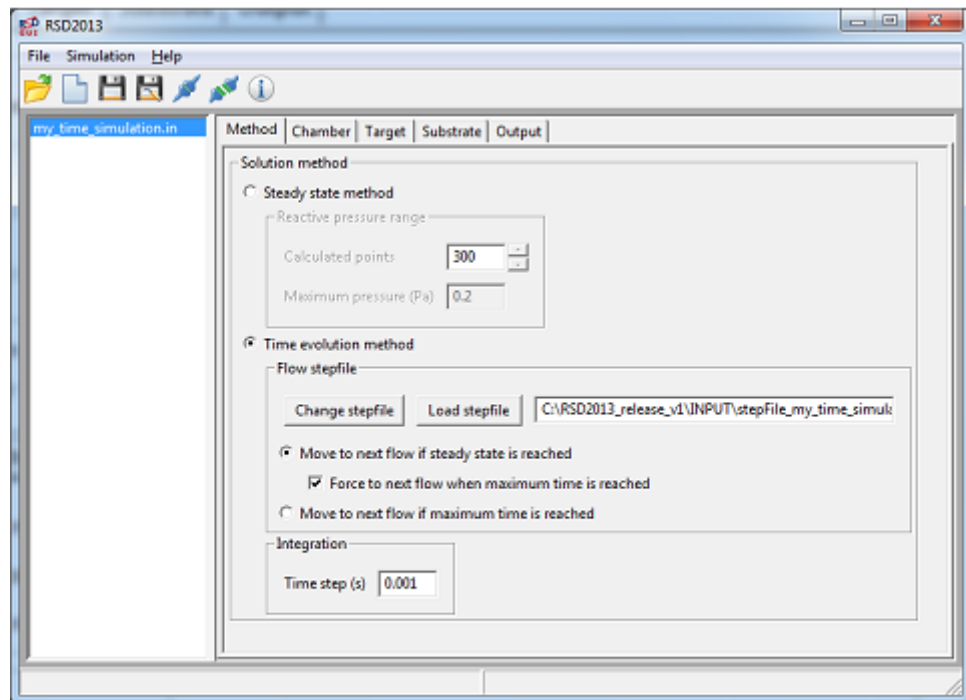 RSD2013
File Simulation Help
my_time_simulation.in
Method Chamber Target Substrate Output
Solution method
Steady state method
Reactive pressure range
Calculated points 300
Maximum pressure (Pa) 0.2
Time evolution method
Flow stepfile
Change stepfile Load stepfile C:\RSD2013_release_v1\INPUT\stepFile_my_time_simula
Move to next flow if steady state is reached
Force to next flow when maximum time is reached
Move to next flow if maximum time is reached
Integration
Time step (s) 0.001